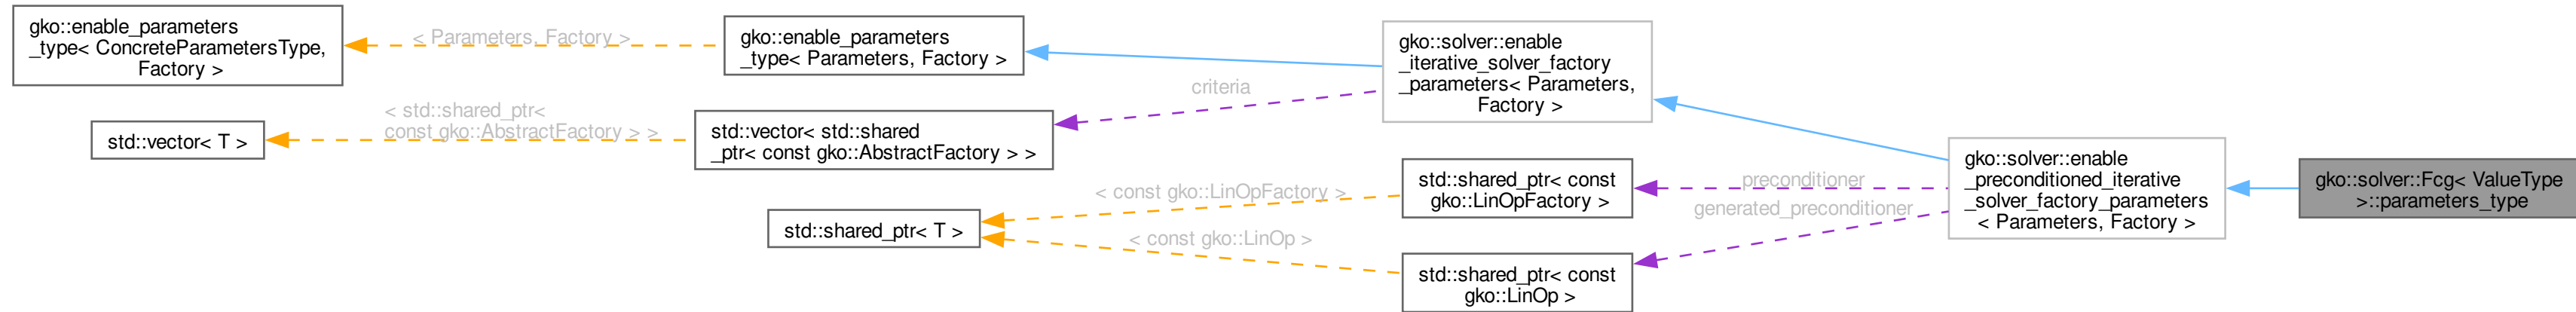 gko::enable_parameters
_type< ConcreteParametersType,
Factory >
< Parameters, Factory >
gko::enable_parameters
_type< Parameters, Factory >
gko::solver::enable
_iterative_solver_factory
_parameters< Parameters,
Factory >
criteria
std::vector< T >
< std::shared_ptr<
const gko::AbstractFactory > >
std::vector< std::shared
_ptr< const gko::AbstractFactory > >
std::shared_ptr< T >
< const gko::LinOpFactory >
< const gko::LinOp >
std::shared_ptr< const
gko::LinOpFactory >
std::shared_ptr< const
gko::LinOp >
preconditioner
generated_preconditioner
gko::solver::enable
_preconditioned_iterative
_solver_factory_parameters
< Parameters, Factory >
gko::solver::Fcg< ValueType
>::parameters_type